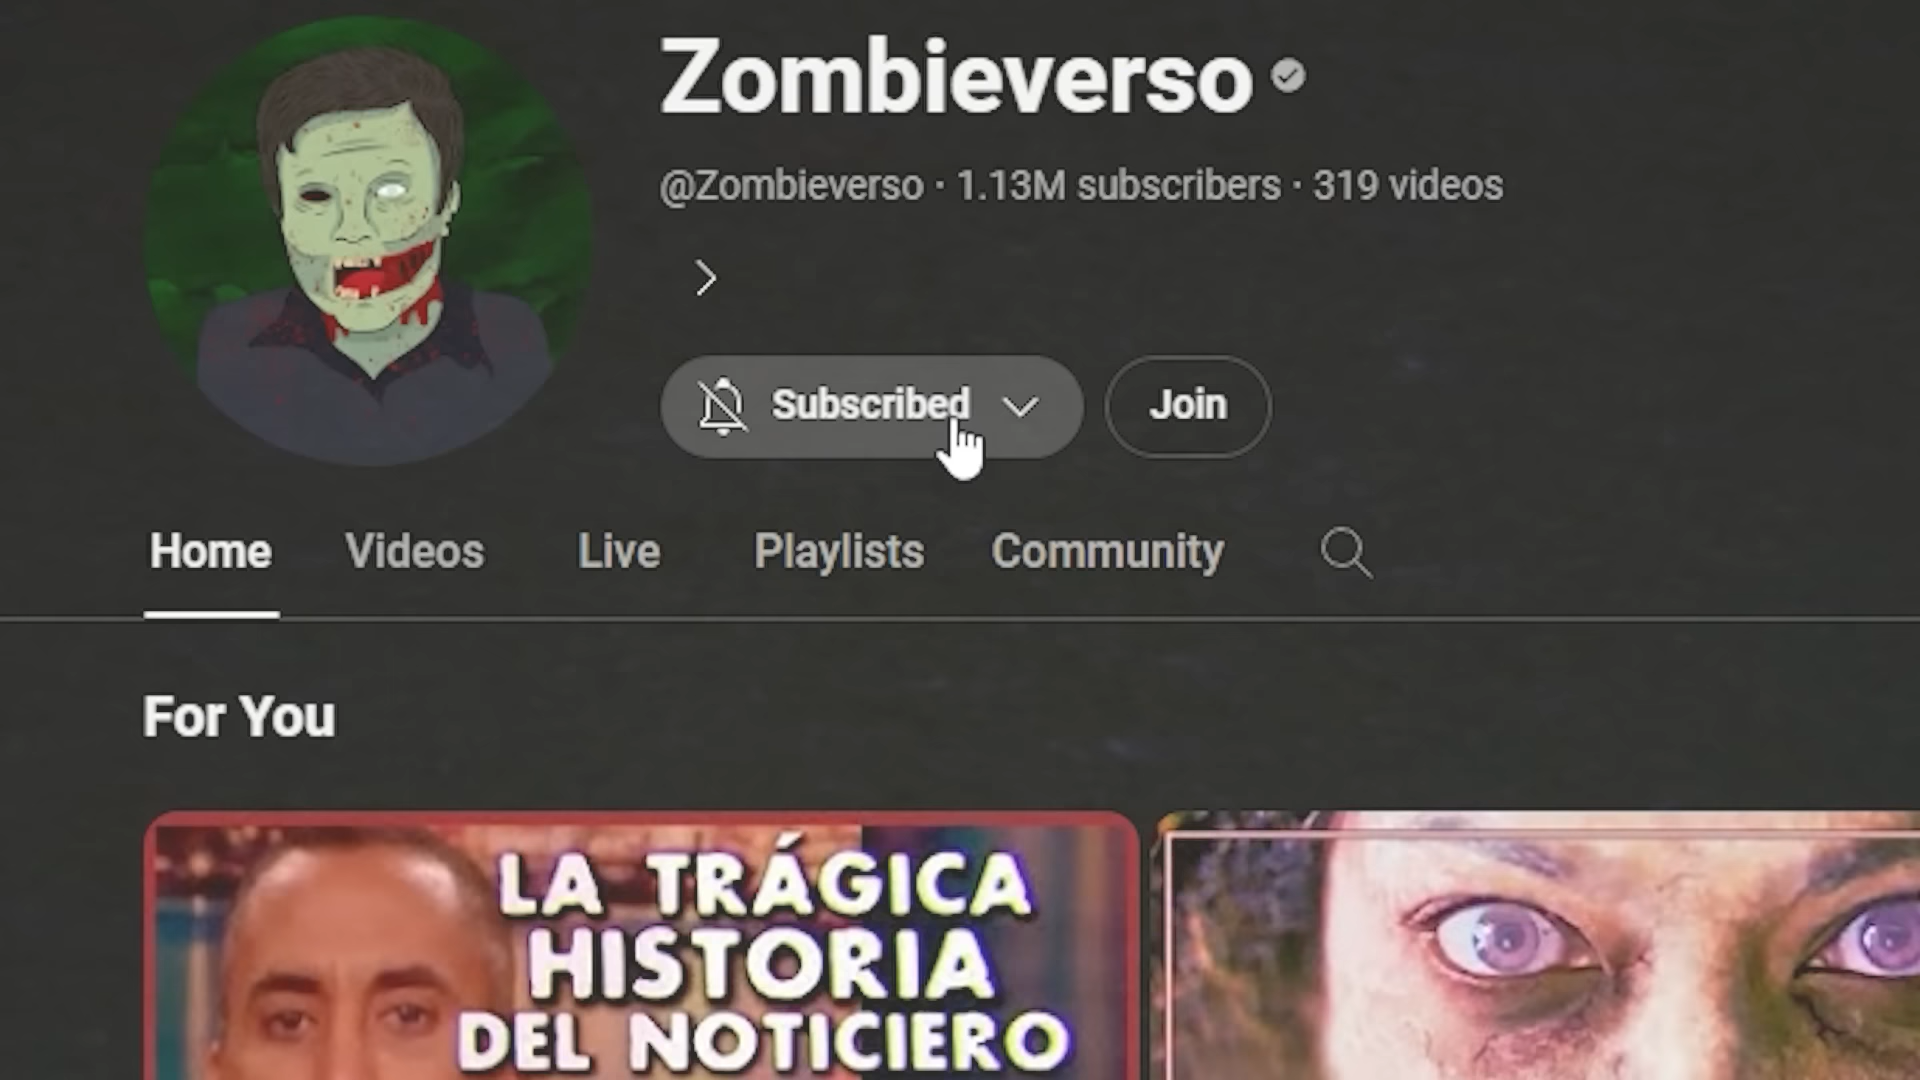 Zombieverso
@Zombieverso · 1.13M subscribers · 319 videos
Subscribed
Join
Home Videos Live Playlists Community
For You
LA TRÁGICA
HISTORIA
DEL NOTICIERO